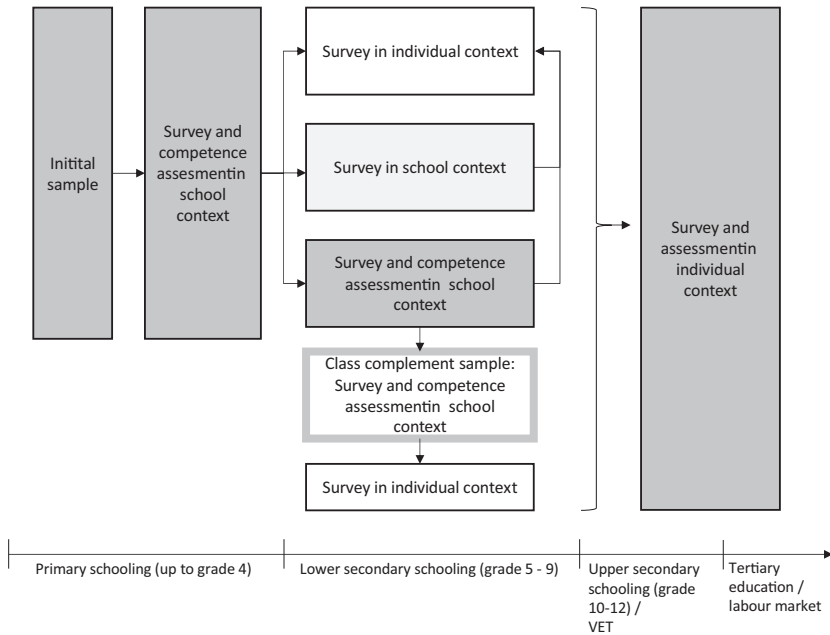 Initital
sample
Survey and
competence
assesmentin
school
context
Survey in individual context
Survey in school context
Survey and competence
assessmentin school
context
Class complement sample:
Survey and competence
assessmentin school
context
Survey in individual context
Survey and
assessmentin
individual
context
Primary schooling (up to grade 4)
Lower secondary schooling (grade 5 - 9)
Upper secondary
schooling (grade
10-12) /
VET
Tertiary
education /
labour market